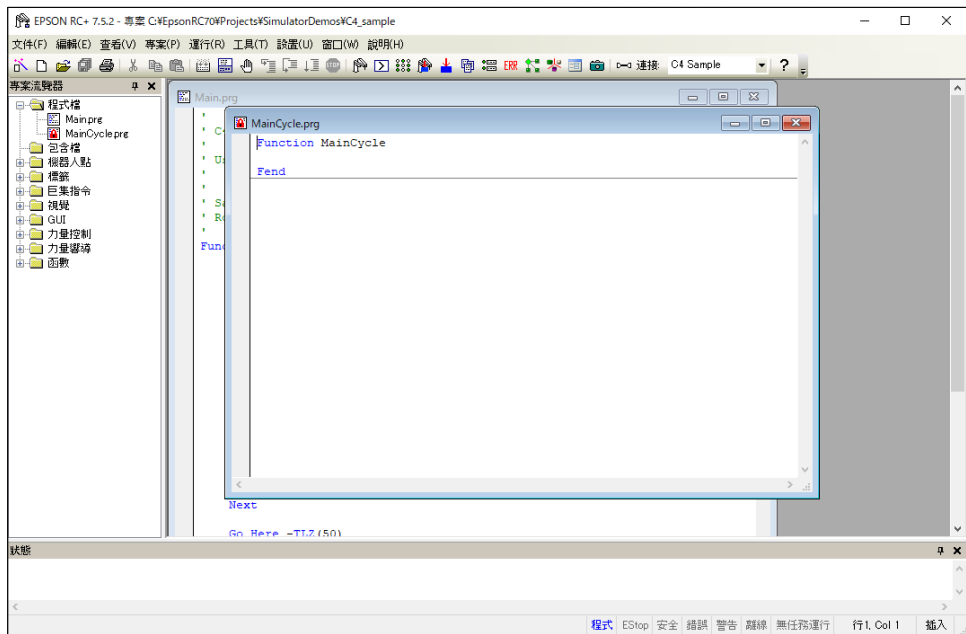 EPSON RC+ 7.5.2 - 專案 C:¥EpsonRC70¥Projects¥SimulatorDemos¥C4_sample
文件(F) 編輯(E) 查看(V) 專案(P) 運行(R) 工具(T) 設置(U) 窗口(W) 說明(H)
ERR 連接: C4 Sample ?
專案流覽器
程式檔
Main.prg
MainCycle.prg
包含檔
機器人點
標籤
巨集指令
視覺
GUI
力量控制
力量嚮導
函數
Main.prg
MainCycle.prg
Function MainCycle
Fend
Func
Next
Go Here -TLZ(50)
狀態
程式 EStop 安全 錯誤 警告 離線 無任務運行 行1, Col 1 插入